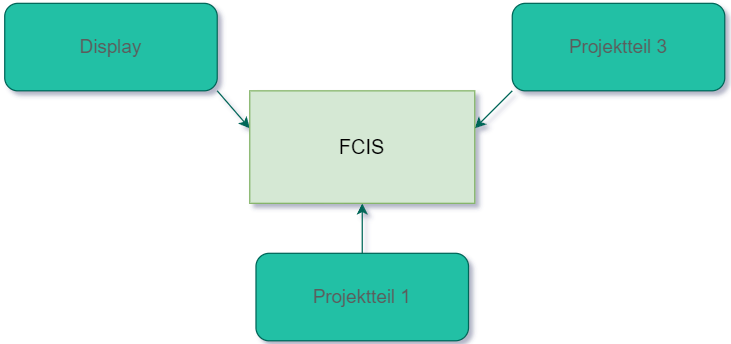 Display
Projektteil 3
FCIS
Projektteil 1